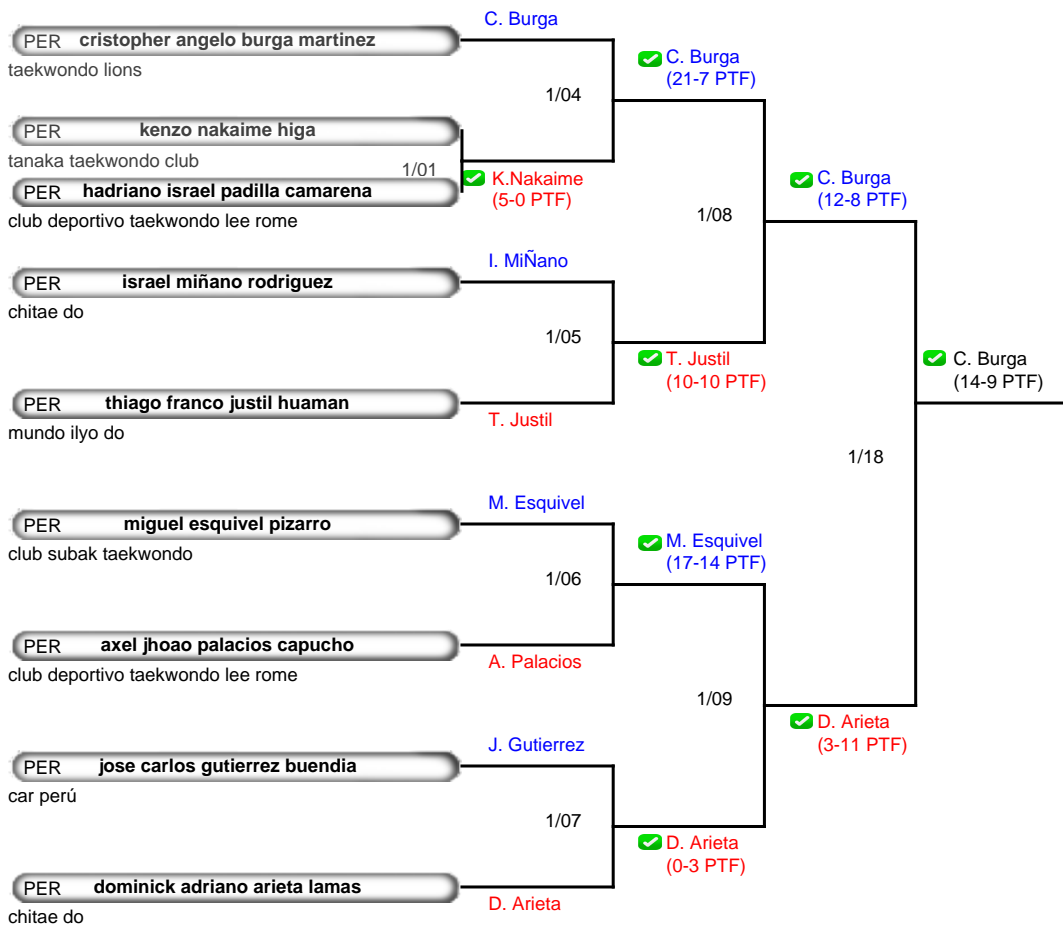 C. Burga
PER cristopher angelo burga martinez
taekwondo lions
C. Burga
(21-7 PTF)
1/04
PER kenzo nakaime higa
tanaka taekwondo club
1/01
K.Nakaime
(5-0 PTF)
PER hadriano israel padilla camarena
club deportivo taekwondo lee rome
C. Burga
(12-8 PTF)
1/08
I. MiÑano
PER israel miñano rodriguez
chitae do
1/05
T. Justil
(10-10 PTF)
C. Burga
(14-9 PTF)
PER thiago franco justil huaman
mundo ilyo do
T. Justil
1/18
M. Esquivel
PER miguel esquivel pizarro
club subak taekwondo
M. Esquivel
(17-14 PTF)
1/06
PER axel jhoao palacios capucho
club deportivo taekwondo lee rome
A. Palacios
1/09
D. Arieta
(3-11 PTF)
J. Gutierrez
PER jose carlos gutierrez buendia
car perú
1/07
D. Arieta
(0-3 PTF)
PER dominick adriano arieta lamas
chitae do
D. Arieta